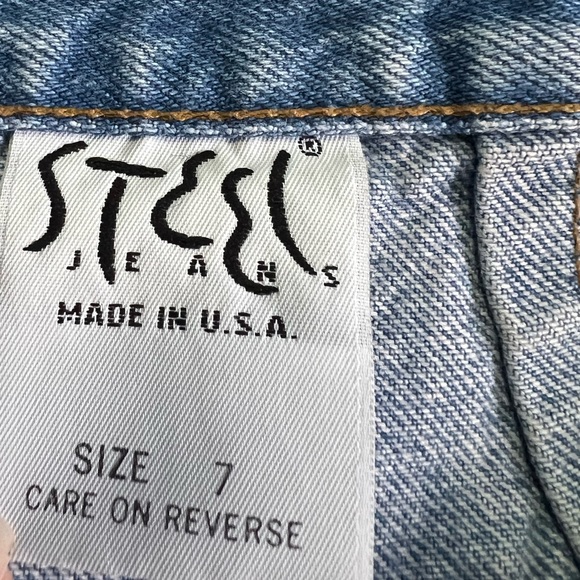 STEEL®
JEANS
MADE IN U.S.A.
SIZE 7
CARE ON REVERSE